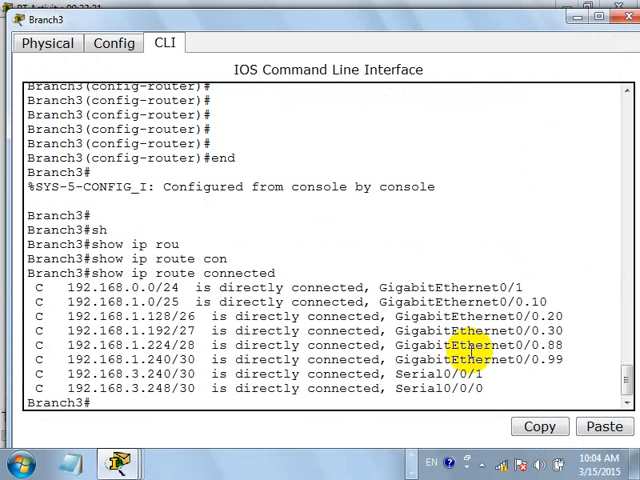 PT Activity: 00:23:21
Branch3
Physical
Config
CLI
IOS Command Line Interface
Branch3(config-router)#
Branch3(config-router)#
Branch3(config-router)#
Branch3(config-router)#
Branch3(config-router)#
Branch3(config-router)#end
Branch3#
%SYS-5-CONFIG_I: Configured from console by console
Branch3#
Branch3#sh
Branch3#show ip rou
Branch3#show ip route con
Branch3#show ip route connected
C 192.168.0.0/24 is directly connected, GigabitEthernet0/1
C 192.168.1.0/25 is directly connected, GigabitEthernet0/0.10
C 192.168.1.128/26 is directly connected, GigabitEthernet0/0.20
C 192.168.1.192/27 is directly connected, GigabitEthernet0/0.30
C 192.168.1.224/28 is directly connected, GigabitEthernet0/0.88
C 192.168.1.240/30 is directly connected, GigabitEthernet0/0.99
C 192.168.3.240/30 is directly connected, Serial0/0/1
C 192.168.3.248/30 is directly connected, Serial0/0/0
Branch3#
Copy
Paste
EN
10:04 AM
3/15/2015